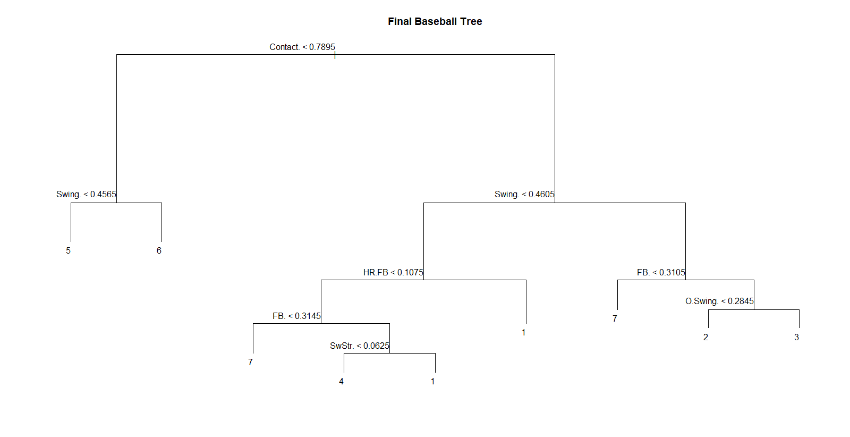 Final Baseball Tree
Contact. < 0.7895
Swing. < 0.4565
Swing. < 0.4605
5
6
HR.FB < 0.1075
FB. < 0.3105
O.Swing. < 0.2845
FB. < 0.3145
1
7
2
3
SwStr. < 0.0625
7
4
1